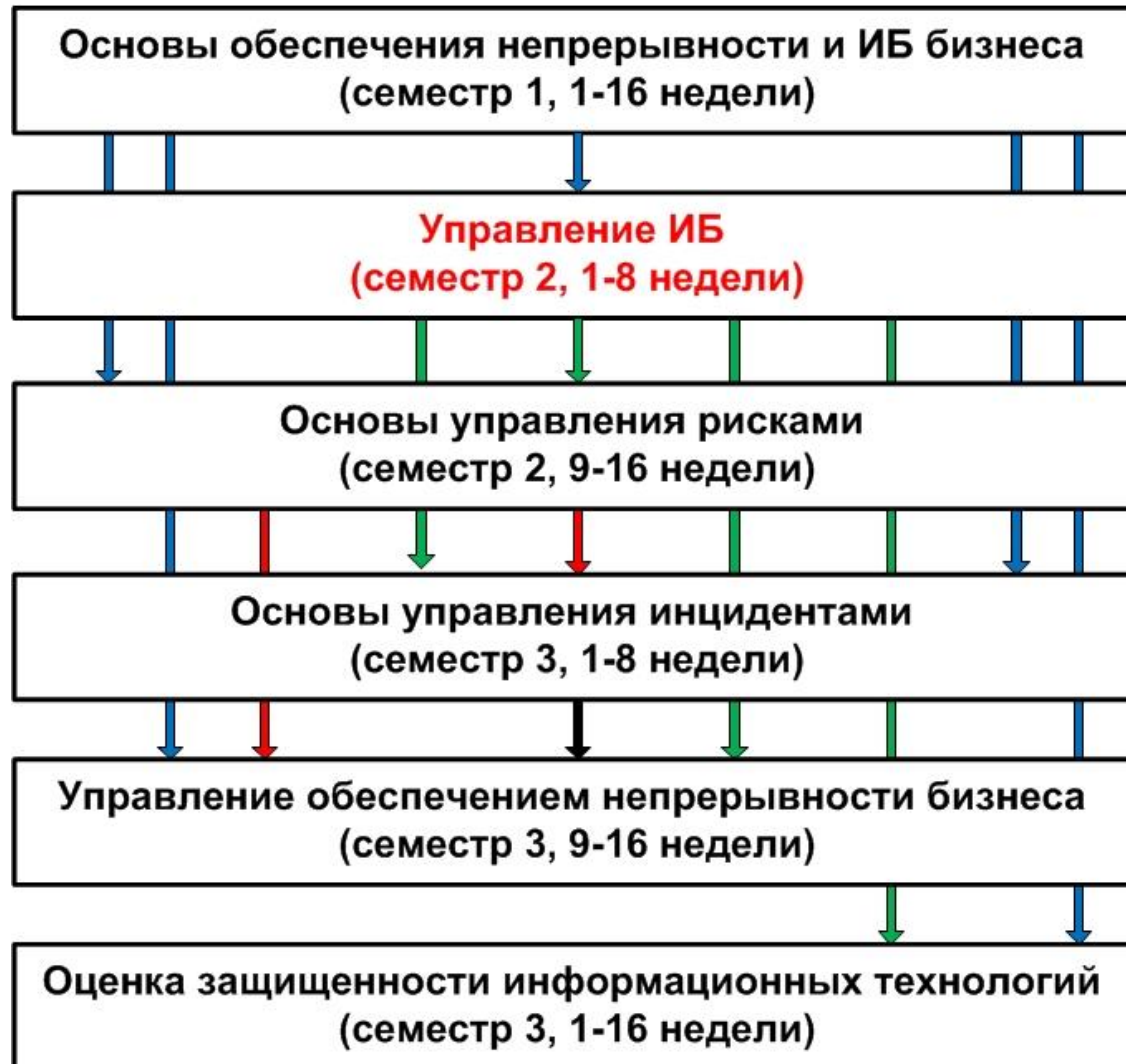 Основы обеспечения непрерывности и ИБ бизнеса
(семестр 1, 1-16 недели)
Управление ИБ
(семестр 2, 1-8 недели)
Основы управления рисками
(семестр 2, 9-16 недели)
Основы управления инцидентами
(семестр 3, 1-8 недели)
Управление обеспечением непрерывности бизнеса
(семестр 3, 9-16 недели)
Оценка защищенности информационных технологий
(семестр 3, 1-16 недели)